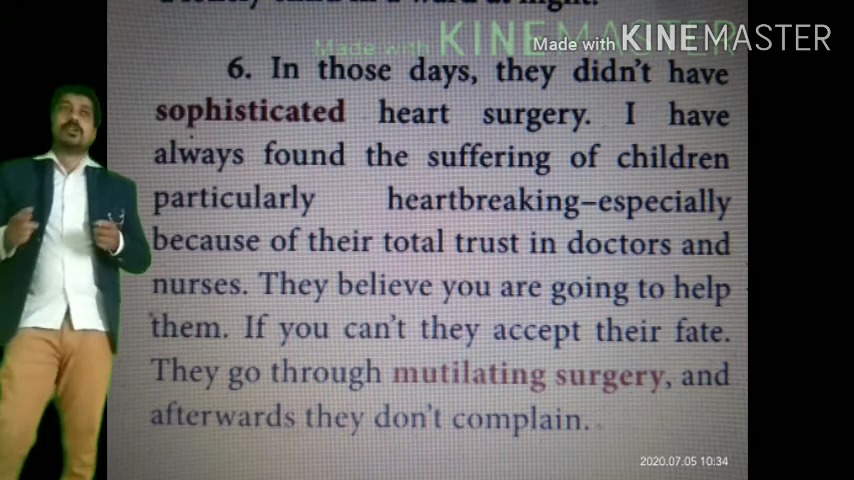 Made with KINEMASTER
Made with KINEMASTER
6. In those days, they didn't have
sophisticated heart surgery. I have
always found the suffering of children
particularly heartbreaking–especially
because of their total trust in doctors and
nurses. They believe you are going to help
them. If you can't they accept their fate.
They go through mutilating surgery, and
afterwards they don't complain.
2020.07.05 10:34